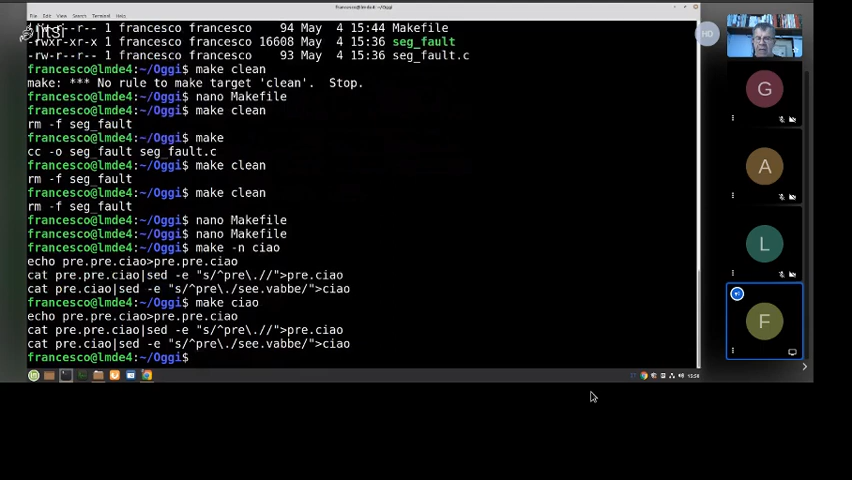 File Edit View Search Terminal Help
-rw-r--r-- 1 francesco francesco 94 May 4 15:44 Makefile
-rwxr-xr-x 1 francesco francesco 16608 May 4 15:36 seg_fault
-rw-r--r-- 1 francesco francesco 93 May 4 15:36 seg_fault.c
francesco@lmde4:~/Oggi$ make clean
make: *** No rule to make target 'clean'.  Stop.
francesco@lmde4:~/Oggi$ nano Makefile
francesco@lmde4:~/Oggi$ make clean
rm -f seg_fault
francesco@lmde4:~/Oggi$ make
cc -o seg_fault seg_fault.c
francesco@lmde4:~/Oggi$ make clean
rm -f seg_fault
francesco@lmde4:~/Oggi$ make clean
rm -f seg_fault
francesco@lmde4:~/Oggi$ nano Makefile
francesco@lmde4:~/Oggi$ nano Makefile
francesco@lmde4:~/Oggi$ make -n ciao
echo pre.pre.ciao>pre.pre.ciao
cat pre.pre.ciao|sed -e "s/^pre\.//">pre.ciao
cat pre.ciao|sed -e "s/^pre\./see.vabbe/">ciao
francesco@lmde4:~/Oggi$ make ciao
echo pre.pre.ciao>pre.pre.ciao
cat pre.pre.ciao|sed -e "s/^pre\.//">pre.ciao
cat pre.ciao|sed -e "s/^pre\./see.vabbe/">ciao
francesco@lmde4:~/Oggi$
HD
G
A
L
F